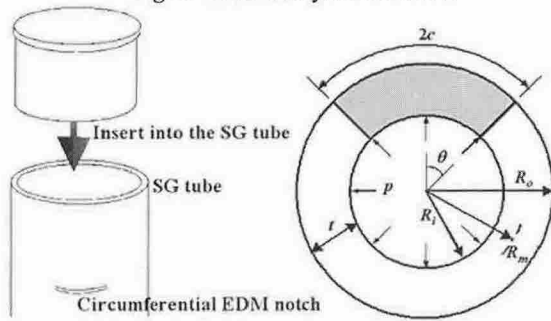 2c
Insert into the SG tube
SG tube
θ
p
R_o
R_i
t
R_m
Circumferential EDM notch